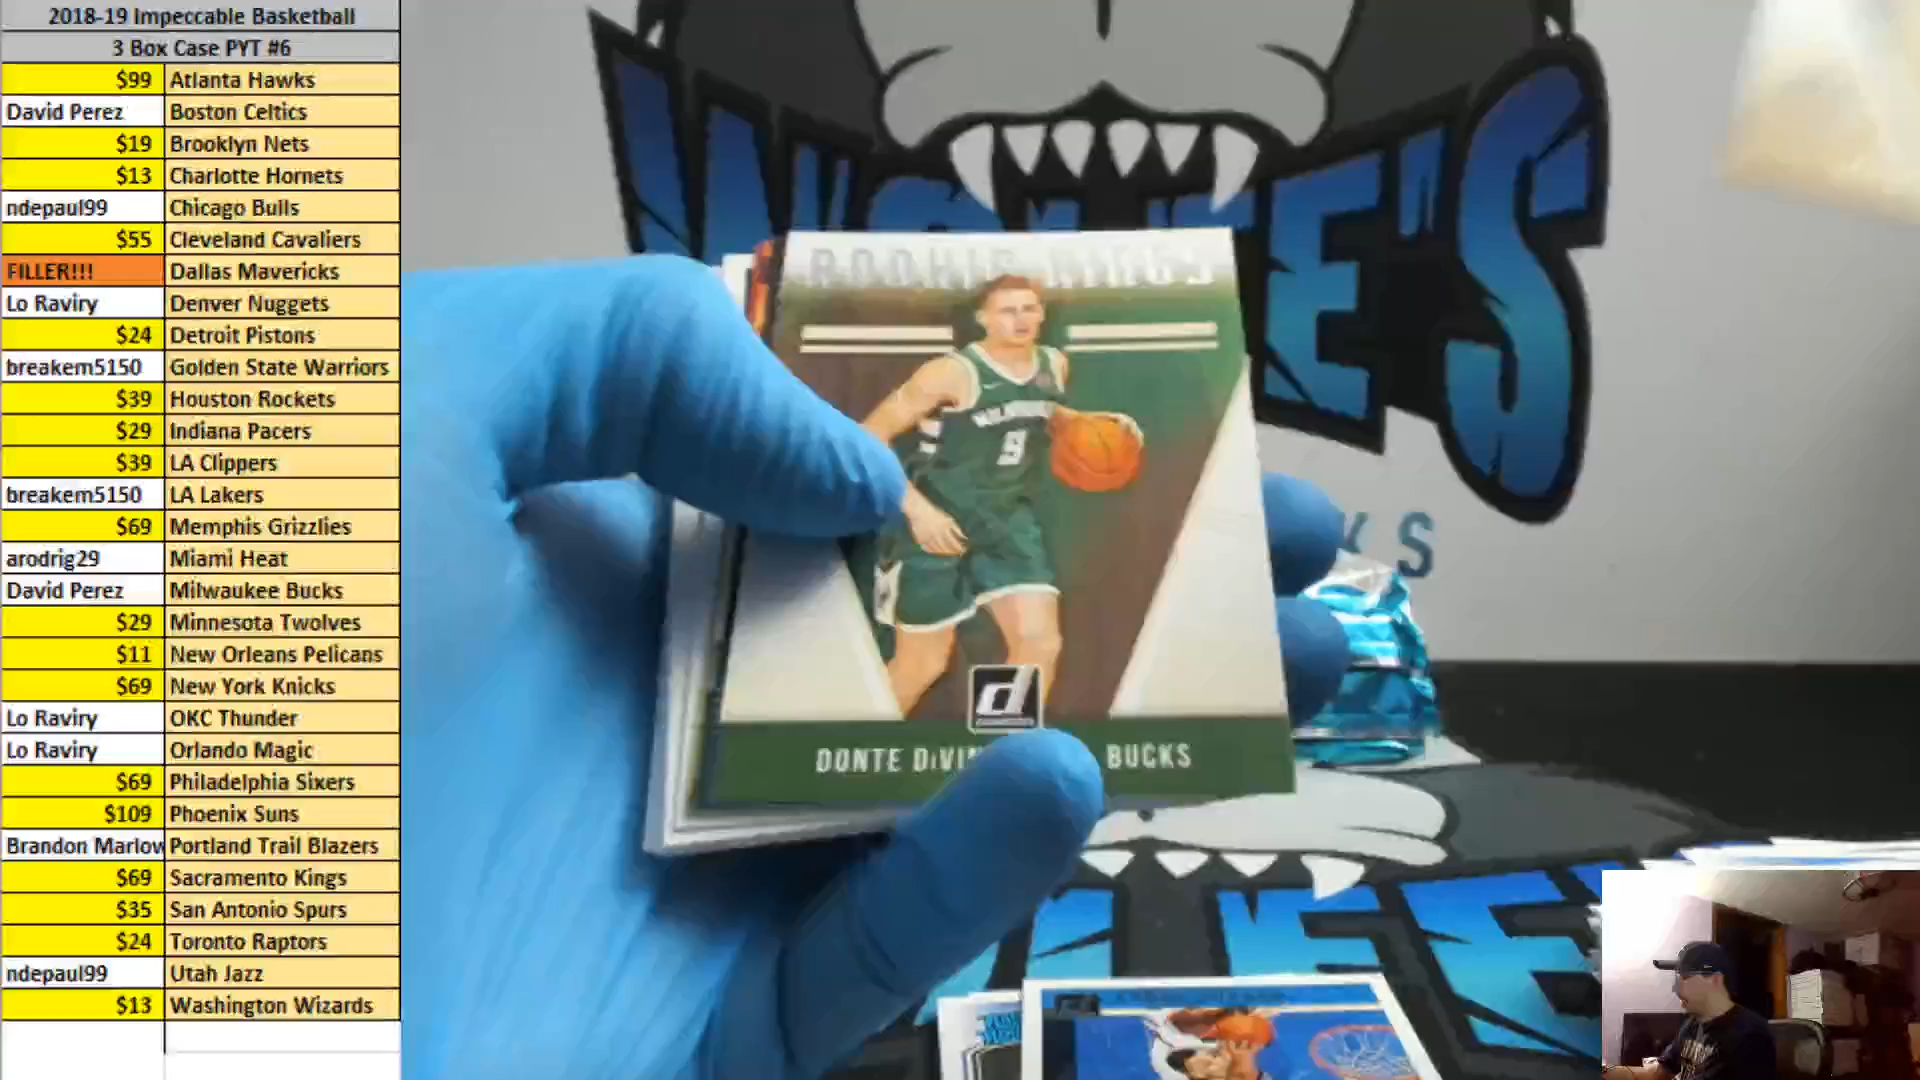 2018-19 Impeccable Basketball
3 Box Case PYT #6
$99 Atlanta Hawks
David Perez Boston Celtics
$19 Brooklyn Nets
$13 Charlotte Hornets
ndepaul99 Chicago Bulls
$55 Cleveland Cavaliers
FILLER!!! Dallas Mavericks
Lo Raviry Denver Nuggets
$24 Detroit Pistons
breakem5150 Golden State Warriors
$39 Houston Rockets
$29 Indiana Pacers
$39 LA Clippers
breakem5150 LA Lakers
$69 Memphis Grizzlies
arodrig29 Miami Heat
David Perez Milwaukee Bucks
$29 Minnesota Twolves
$11 New Orleans Pelicans
$69 New York Knicks
Lo Raviry OKC Thunder
Lo Raviry Orlando Magic
$69 Philadelphia Sixers
$109 Phoenix Suns
Brandon Marlow Portland Trail Blazers
$69 Sacramento Kings
$35 San Antonio Spurs
$24 Toronto Raptors
ndepaul99 Utah Jazz
$13 Washington Wizards
ROOKIE KINGS
9
d
DONTE DiVIN BUCKS